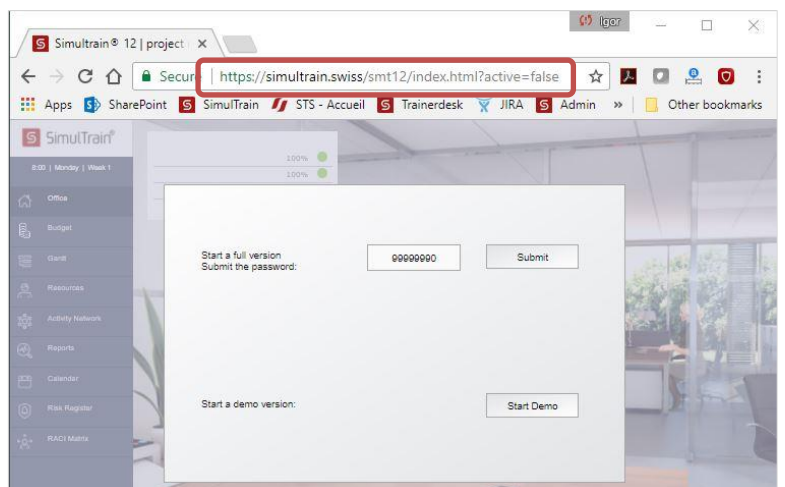 Igor
Simultrain® 12 | project
Secure | https://simultrain.swiss/smt12/index.html?active=false
Apps SharePoint SimulTrain STS - Accueil Trainerdesk JIRA Admin » Other bookmarks
SimulTrain®
8:00 | Monday | Week 1
100%
100%
Office
Budget
Gantt
Resources
Activity Network
Reports
Calendar
Risk Register
RACI Matrix
Start a full version
Submit the password:
99999990
Submit
Start a demo version:
Start Demo